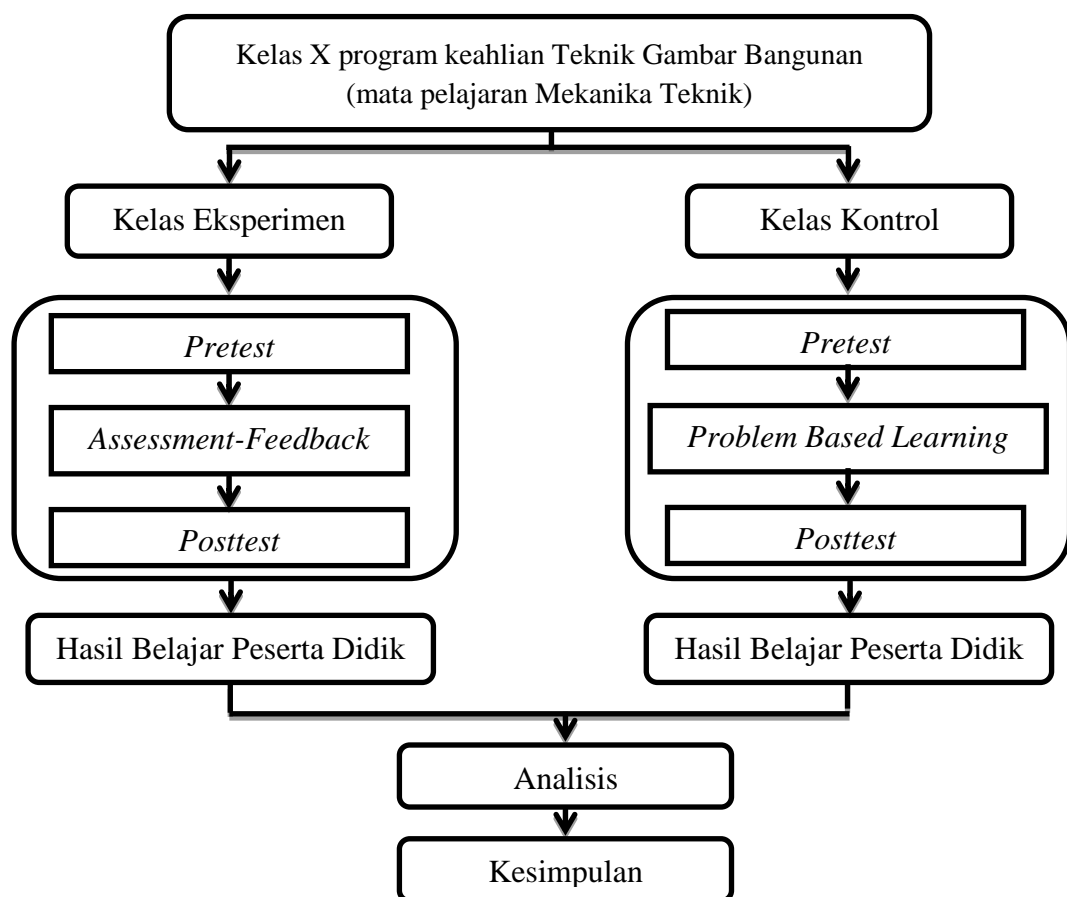 Kelas X program keahlian Teknik Gambar Bangunan
(mata pelajaran Mekanika Teknik)
Kelas Eksperimen
Kelas Kontrol
Pretest
Assessment-Feedback
Posttest
Pretest
Problem Based Learning
Posttest
Hasil Belajar Peserta Didik
Hasil Belajar Peserta Didik
Analisis
Kesimpulan